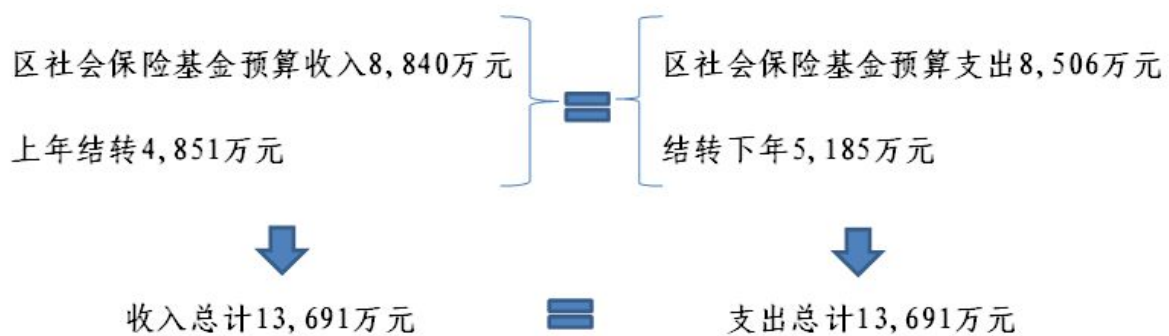 区社会保险基金预算收入8,840万元
上年结转4,851万元
区社会保险基金预算支出8,506万元
结转下年5,185万元
收入总计13,691万元
支出总计13,691万元